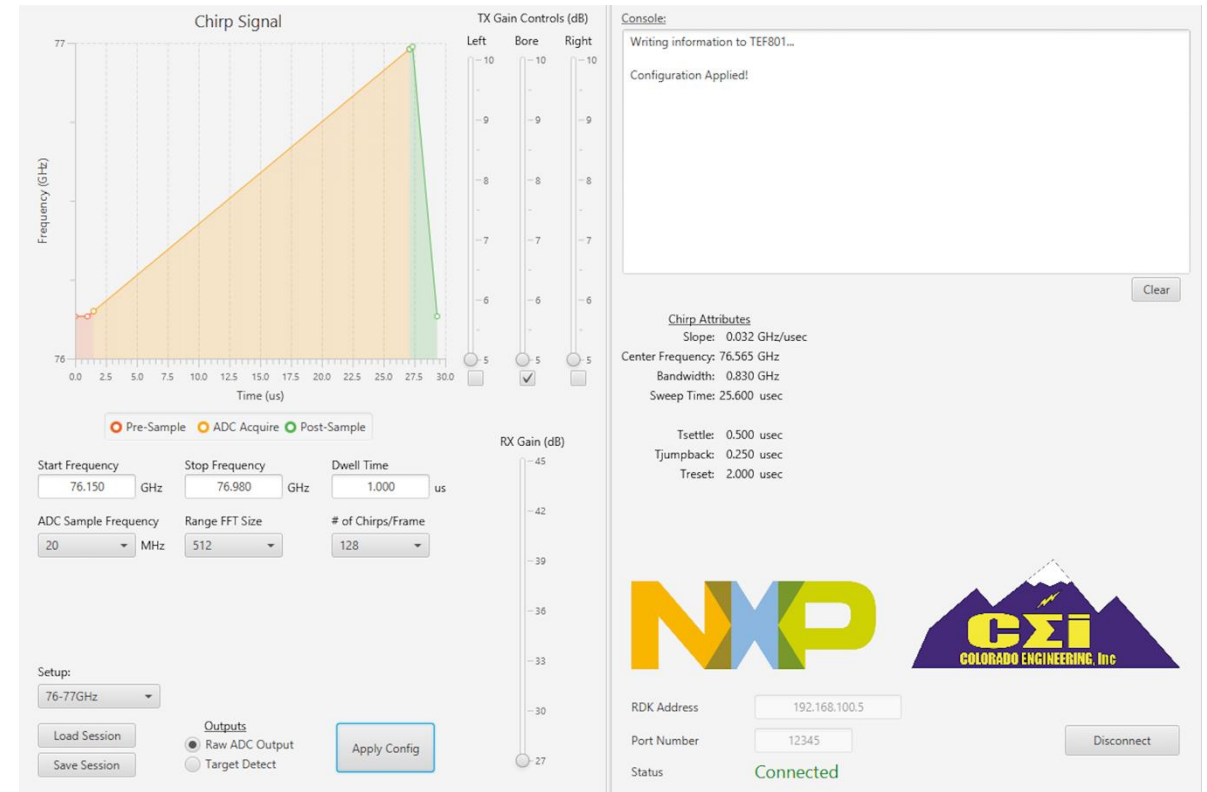 Chirp Signal
77
76
Frequency (GHz)
0.0 2.5 5.0 7.5 10.0 12.5 15.0 17.5 20.0 22.5 25.0 27.5 30.0
Time (us)
Pre-Sample ADC Acquire Post-Sample
TX Gain Controls (dB)
Left Bore Right
10 10 10
9 9 9
8 8 8
7 7 7
6 6 6
5 5 5
RX Gain (dB)
45
42
39
36
33
30
27
Start Frequency Stop Frequency Dwell Time
76.150 GHz 76.980 GHz 1.000 us
ADC Sample Frequency Range FFT Size # of Chirps/Frame
20 MHz 512 128
Setup:
76-77GHz
Load Session
Save Session
Outputs
Raw ADC Output
Target Detect
Apply Config
Console:
Writing information to TEF801...
Configuration Applied!
Clear
Chirp Attributes
Slope: 0.032 GHz/usec
Center Frequency: 76.565 GHz
Bandwidth: 0.830 GHz
Sweep Time: 25.600 usec
Tsettle: 0.500 usec
Tjumpback: 0.250 usec
Treset: 2.000 usec
NXP
CΣi
COLORADO ENGINEERING, Inc
RDK Address 192.168.100.5
Port Number 12345
Disconnect
Status Connected